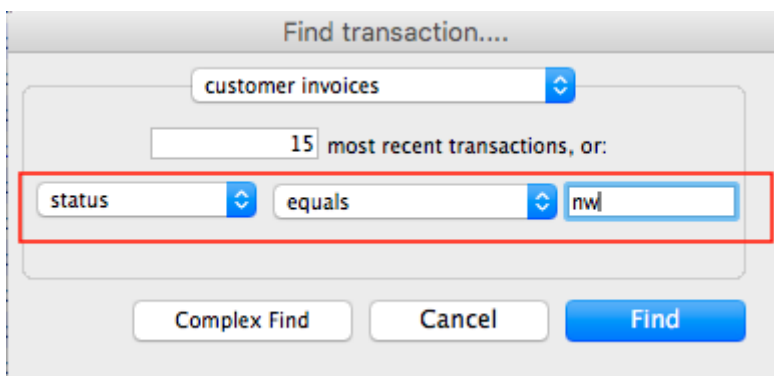 Find transaction....
customer invoices
15 most recent transactions, or:
status equals nw
Complex Find Cancel Find